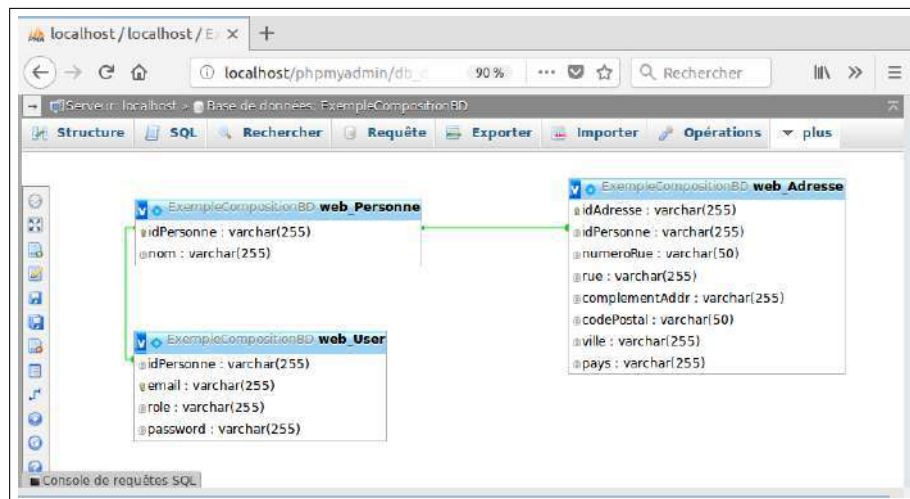 localhost / localhost / E
localhost/phpmyadmin/db_c 90 % Rechercher
Serveur: localhost » Base de données: ExempleCompositionBD
Structure SQL Rechercher Requête Exporter Importer Opérations plus
ExempleCompositionBD web_Personne
idPersonne : varchar(255)
nom : varchar(255)
ExempleCompositionBD web_Adresse
idAdresse : varchar(255)
idPersonne : varchar(255)
numeroRue : varchar(50)
rue : varchar(255)
complementAddr : varchar(255)
codePostal : varchar(50)
ville : varchar(255)
pays : varchar(255)
ExempleCompositionBD web_User
idPersonne : varchar(255)
email : varchar(255)
role : varchar(255)
password : varchar(255)
Console de requêtes SQL